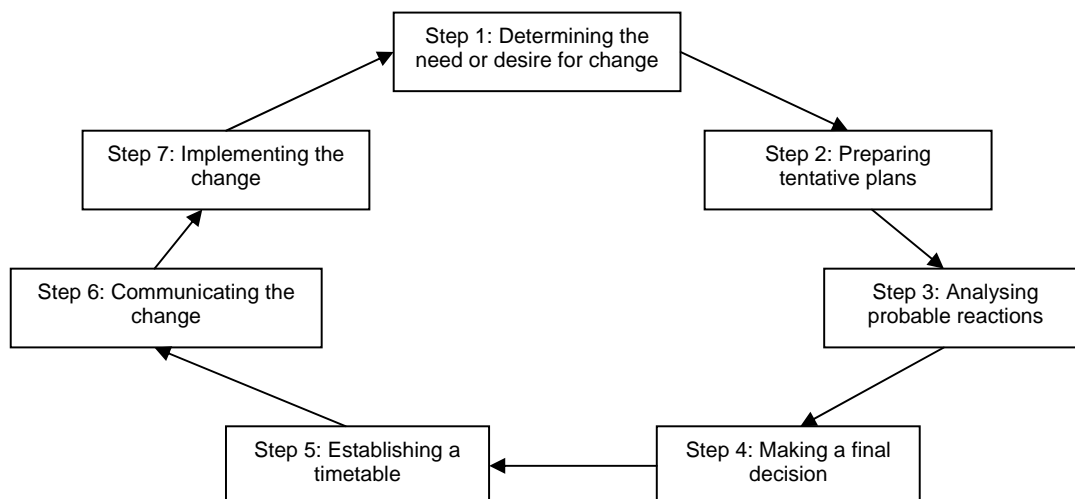 Step 1: Determining the
need or desire for change
Step 2: Preparing
tentative plans
Step 3: Analysing
probable reactions
Step 4: Making a final
decision
Step 5: Establishing a
timetable
Step 6: Communicating the
change
Step 7: Implementing the
change